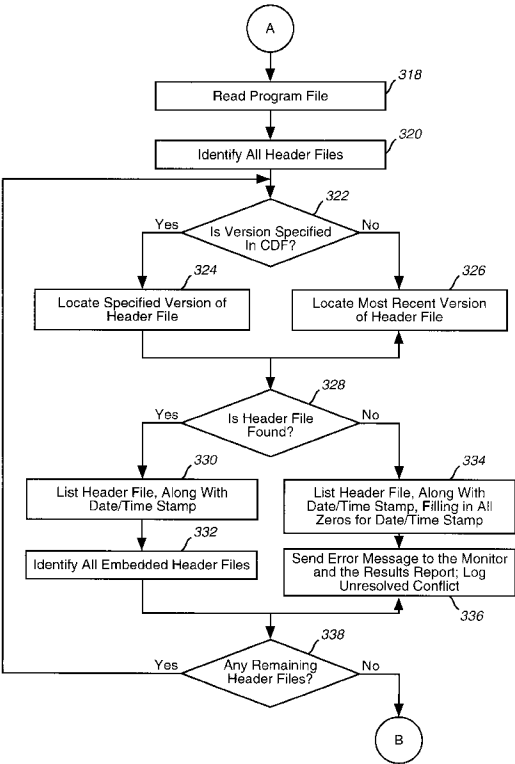 A
318
Read Program File
320
Identify All Header Files
322
Yes
Is Version Specified
In CDF?
No
324
Locate Specified Version of
Header File
326
Locate Most Recent Version
of Header File
328
Yes
Is Header File
Found?
No
330
List Header File, Along With
Date/Time Stamp
334
List Header File, Along With
Date/Time Stamp, Filling in All
Zeros for Date/Time Stamp
332
Identify All Embedded Header Files
Send Error Message to the Monitor
and the Results Report; Log
Unresolved Conflict
336
338
Yes
Any Remaining
Header Files?
No
B